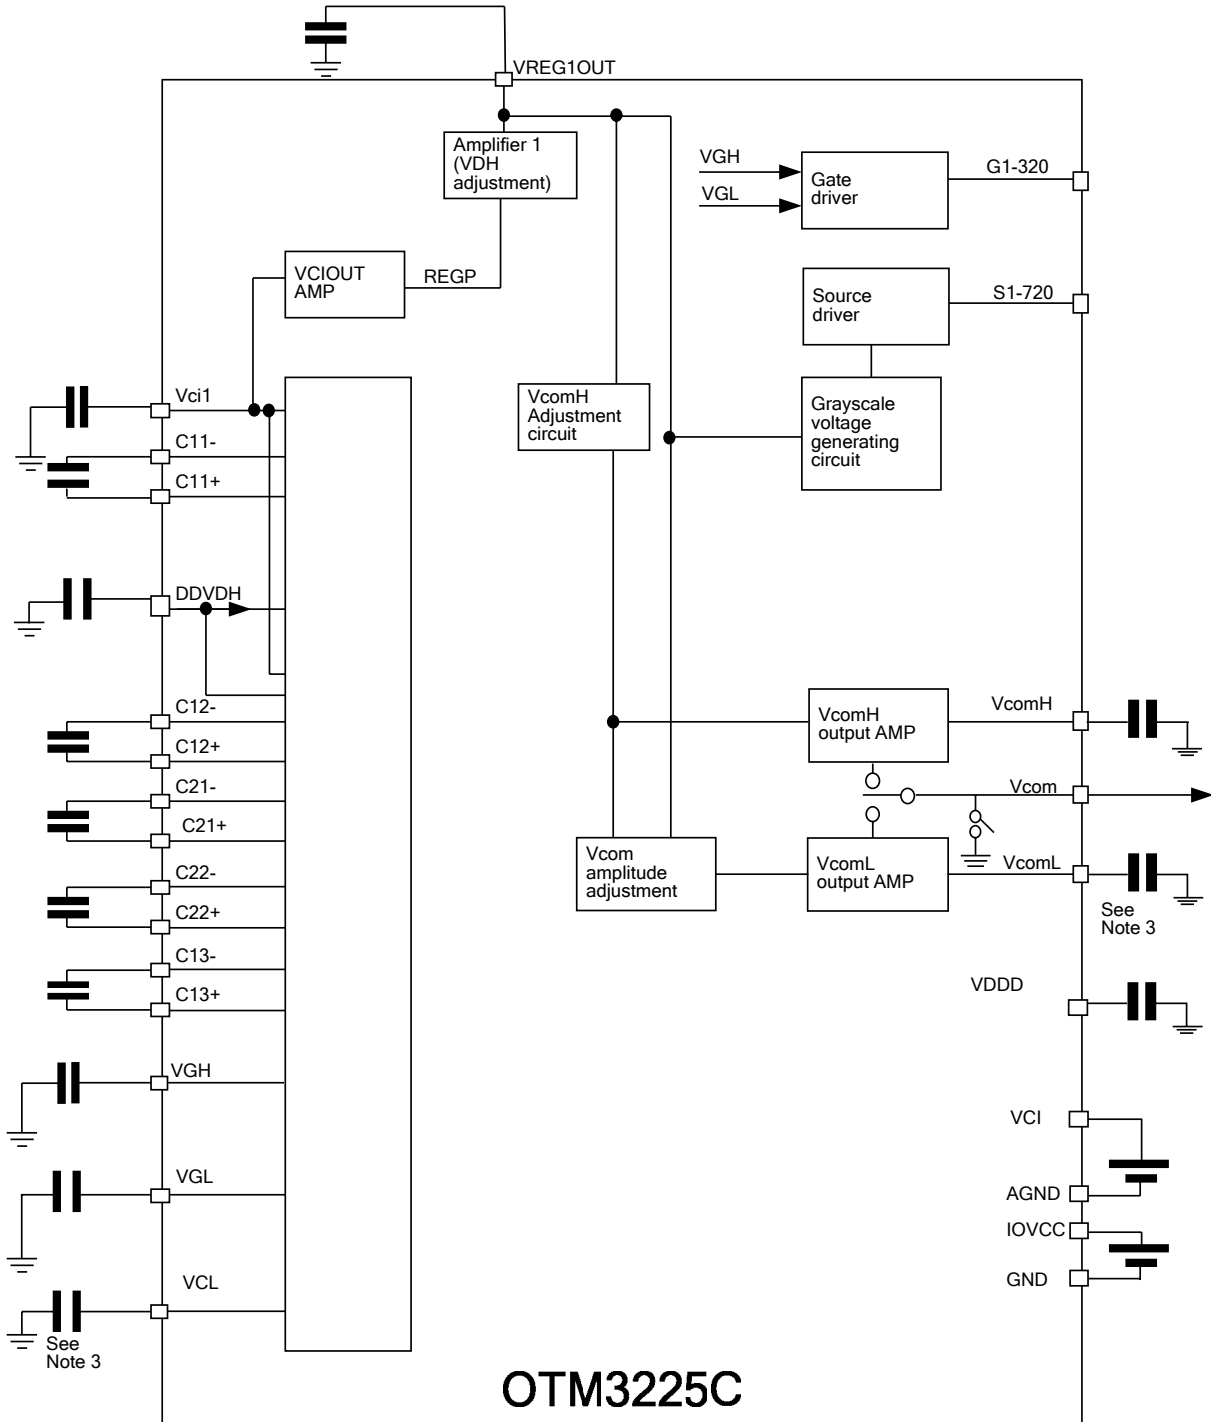 VREG1OUT
Amplifier 1
(VDH
adjustment)
VGH
VGL
Gate
driver
G1-320
VCIOUT
AMP
REGP
Source
driver
S1-720
Vci1
C11-
C11+
VcomH
Adjustment
circuit
Grayscale
voltage
generating
circuit
DDVDH
C12-
C12+
C21-
C21+
C22-
C22+
C13-
C13+
VcomH
output AMP
VcomH
Vcom
Vcom
amplitude
adjustment
VcomL
output AMP
VcomL
See
Note 3
VDDD
VGH
VGL
VCL
See
Note 3
VCI
AGND
IOVCC
GND
OTM3225C